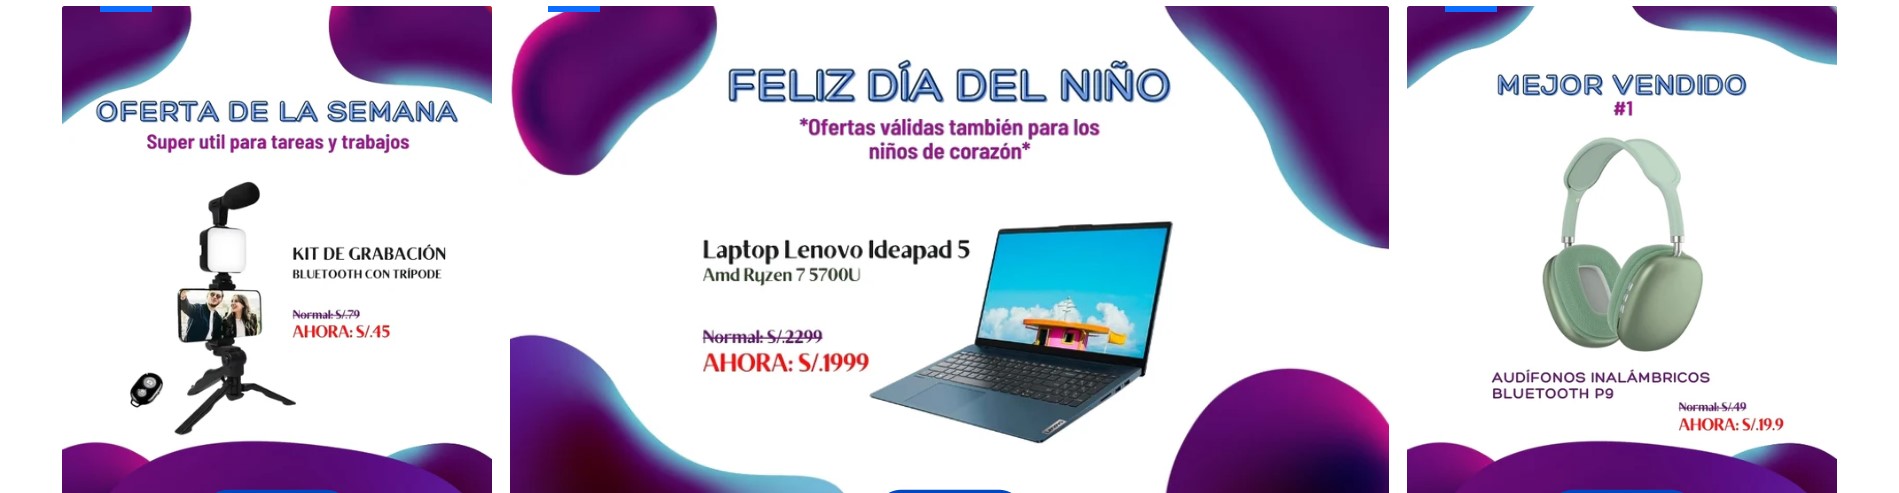 OFERTA DE LA SEMANA
Super util para tareas y trabajos
KIT DE GRABACIÓN
BLUETOOTH CON TRÍPODE
Normal: S/.79
AHORA: S/.45
FELIZ DÍA DEL NIÑO
*Ofertas válidas también para los
niños de corazón*
Laptop Lenovo Ideapad 5
Amd Ryzen 7 5700U
Normal: S/.2299
AHORA: S/.1999
Lenovo
MEJOR VENDIDO
#1
AUDÍFONOS INALÁMBRICOS
BLUETOOTH P9
Normal: S/.49
AHORA: S/.19.9